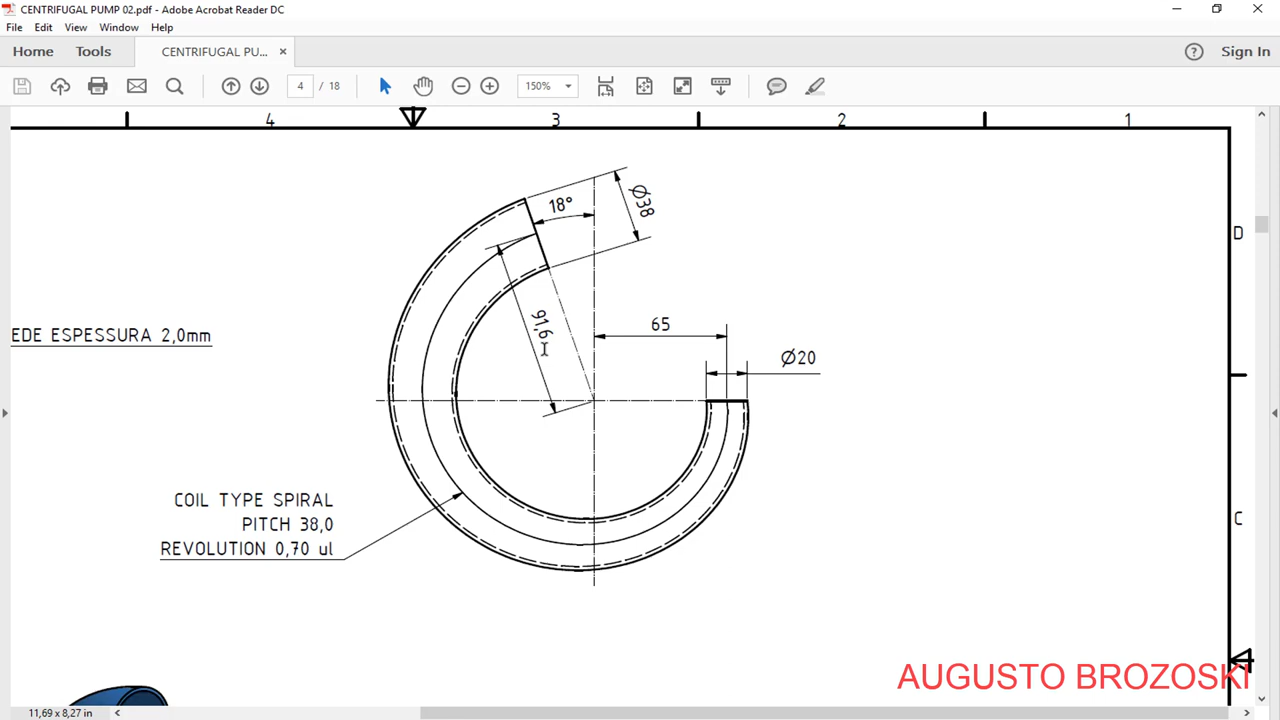 CENTRIFUGAL PUMP 02.pdf - Adobe Acrobat Reader DC
File Edit View Window Help
Home Tools CENTRIFUGAL PU... × Sign In
4 / 18 150%
4 3 2 1
18°
Ø38
D
91,6
65
EDE ESPESSURA 2,0mm
Ø20
COIL TYPE SPIRAL
PITCH 38,0
REVOLUTION 0,70 ul
C
AUGUSTO BROZOSKI
11,69 x 8,27 in